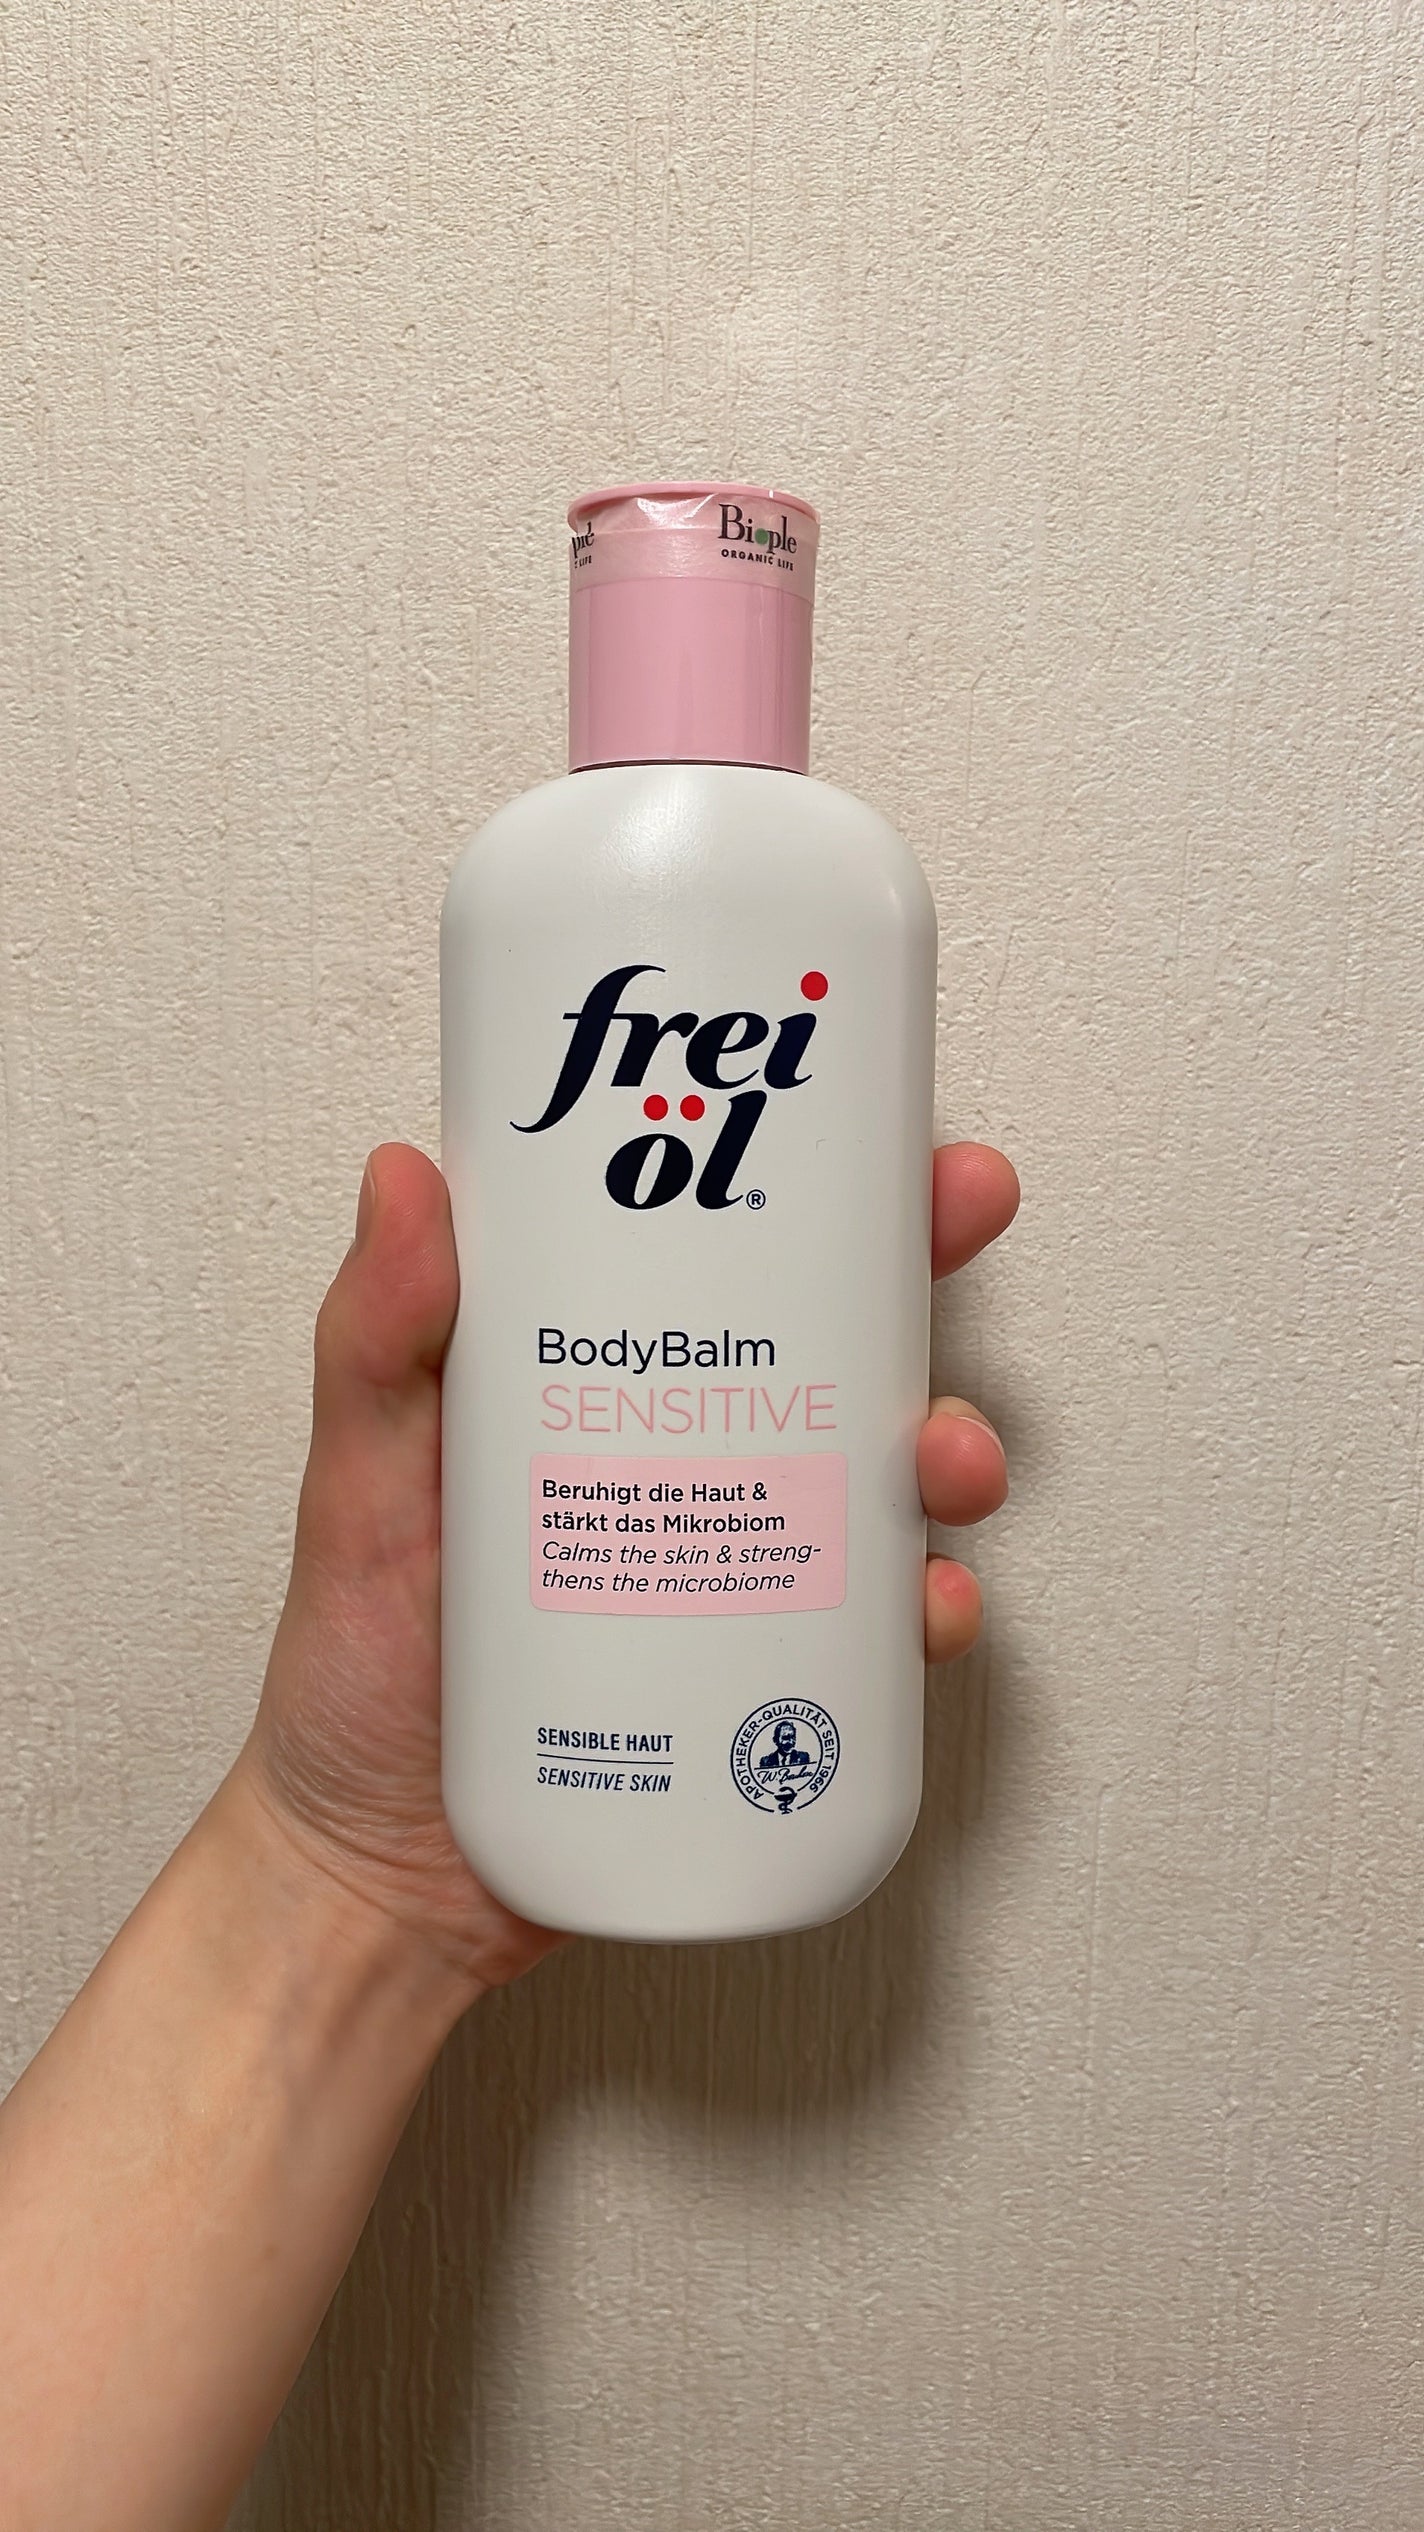 Biople
ORGANIC LIFE
frei
öl®
BodyBalm
SENSITIVE
Beruhigt die Haut &
stärkt das Mikrobiom
Calms the skin & streng-
thens the microbiome
SENSIBLE HAUT
SENSITIVE SKIN
APOTHEKER-QUALITÄT SEIT 1966